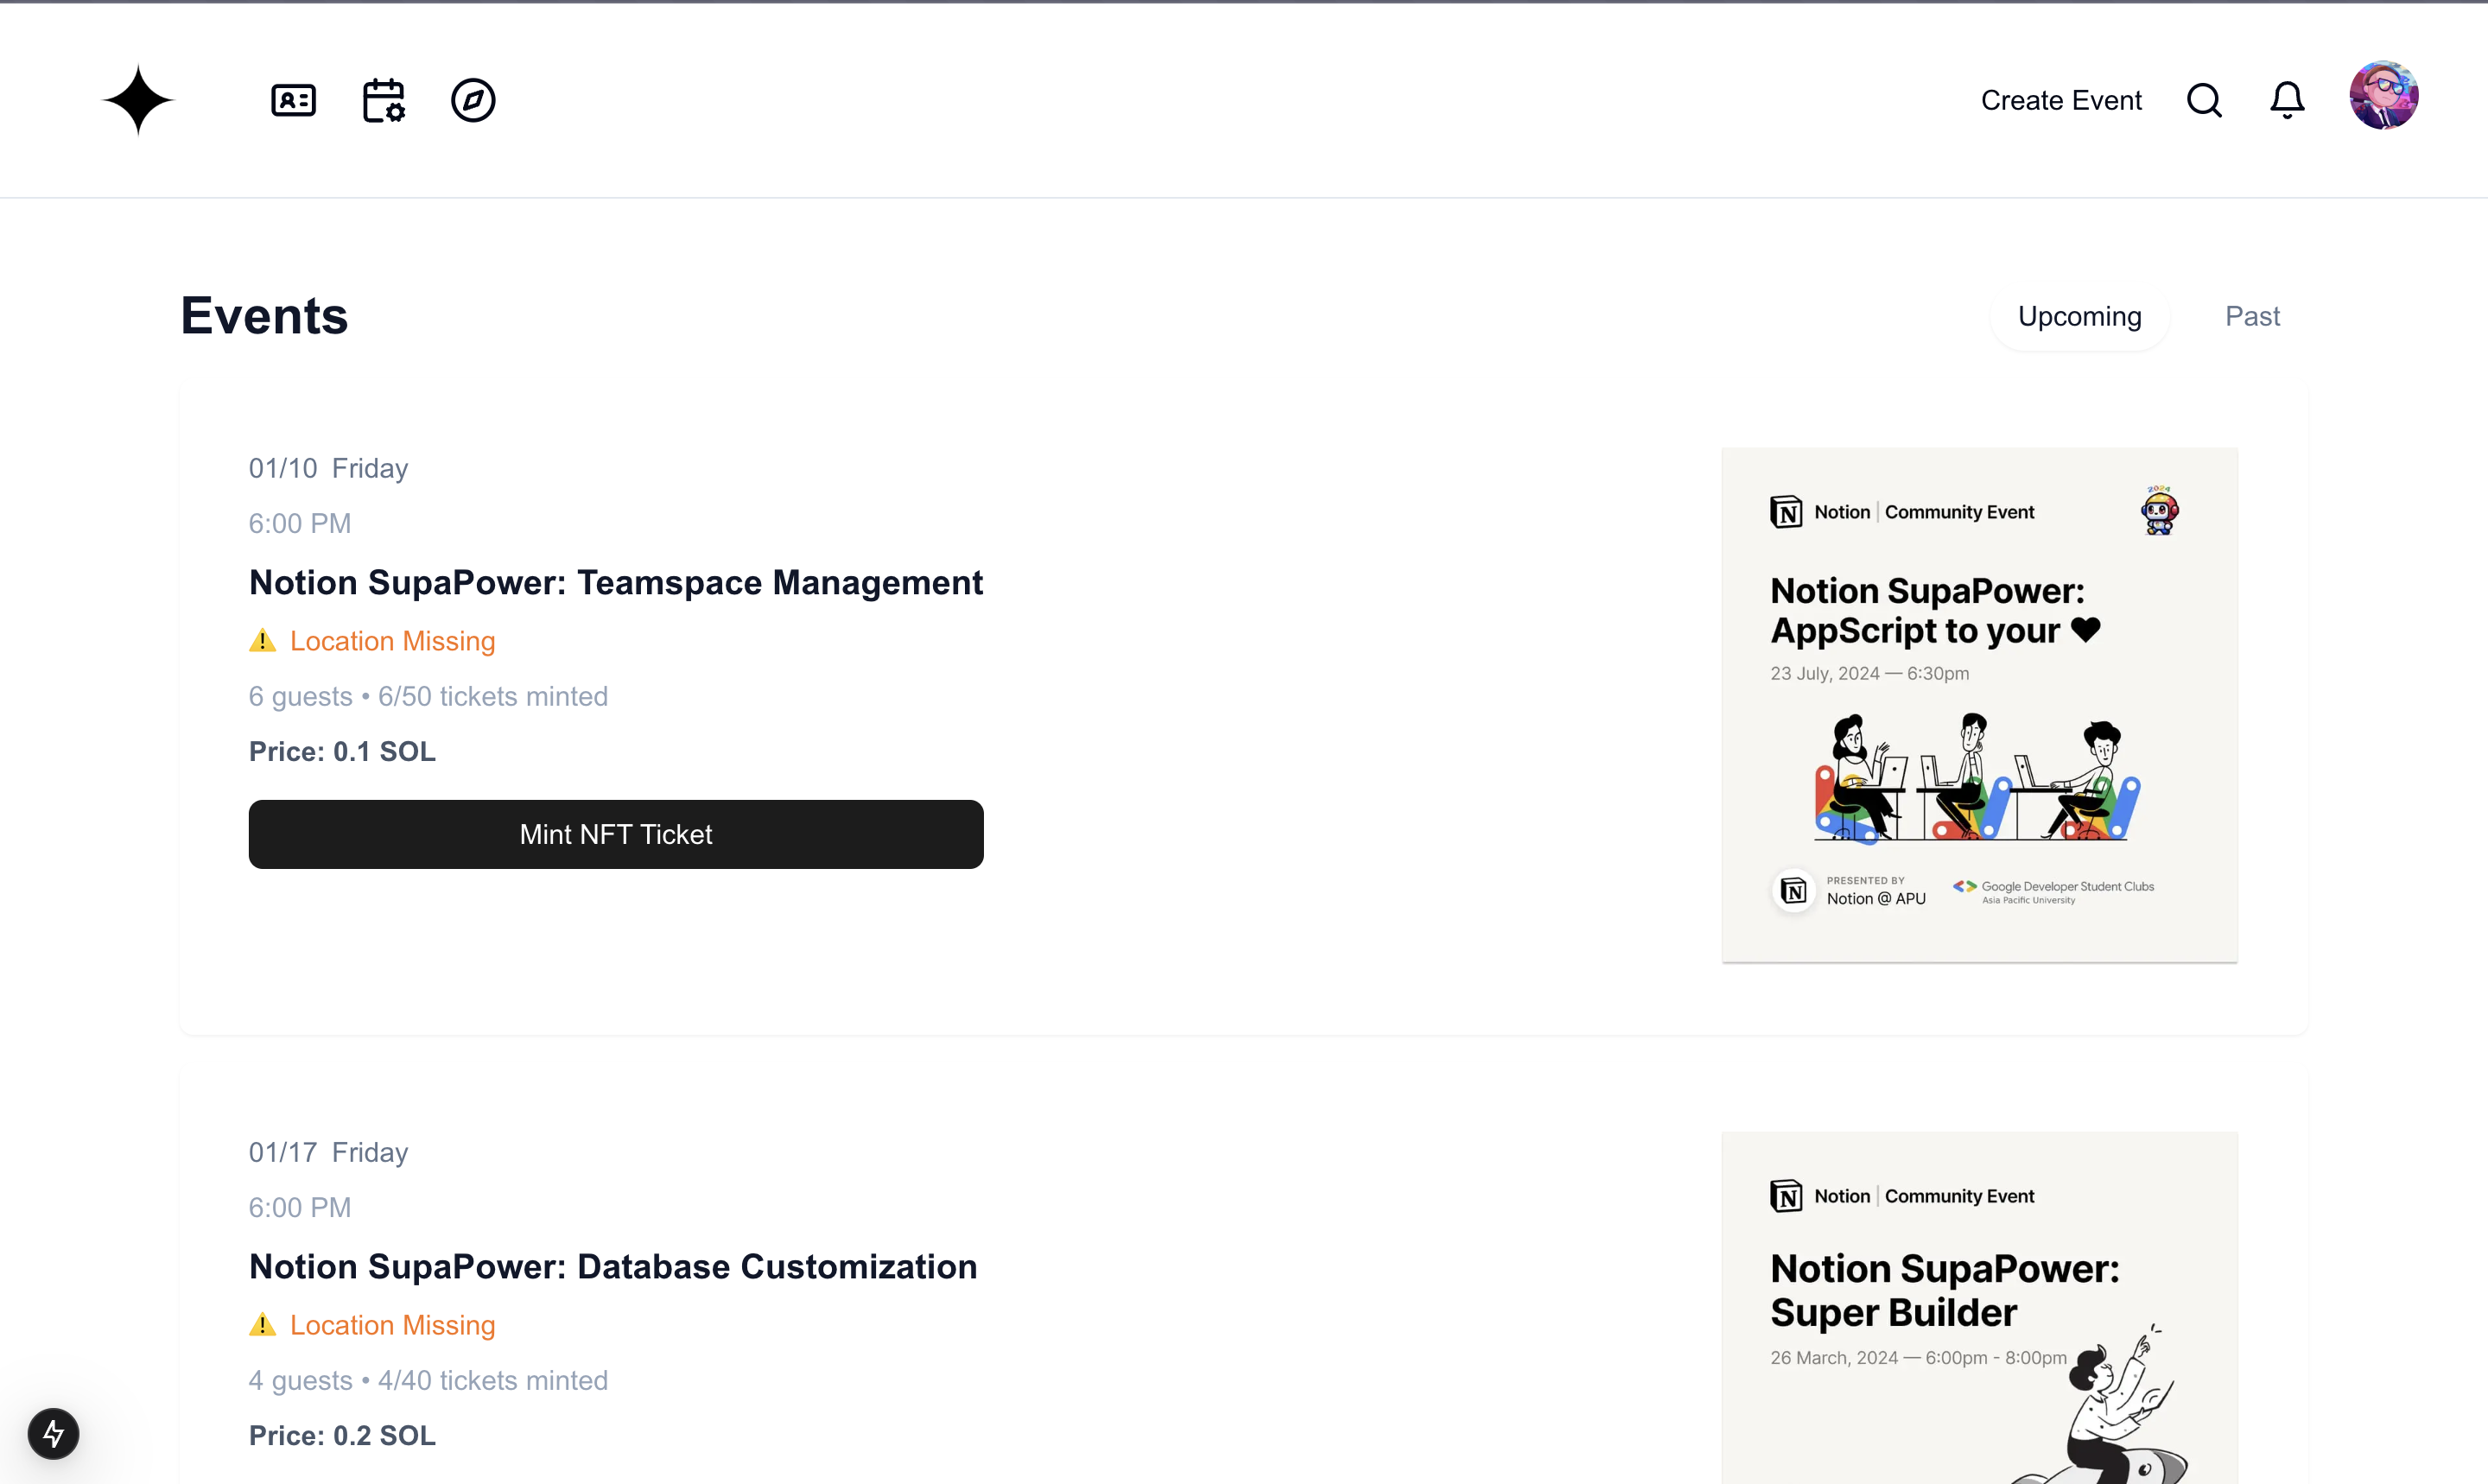 Create Event
Events
Upcoming
Past
01/10 Friday
6:00 PM
Notion SupaPower: Teamspace Management
⚠️ Location Missing
6 guests • 6/50 tickets minted
Price: 0.1 SOL
Mint NFT Ticket
2024
Notion | Community Event
Notion SupaPower:
AppScript to your ♥
23 July, 2024 — 6:30pm
PRESENTED BY
Notion @ APU
Google Developer Student Clubs
Asia Pacific University
01/17 Friday
6:00 PM
Notion SupaPower: Database Customization
⚠️ Location Missing
4 guests • 4/40 tickets minted
Price: 0.2 SOL
Notion | Community Event
Notion SupaPower:
Super Builder
26 March, 2024 — 6:00pm - 8:00pm